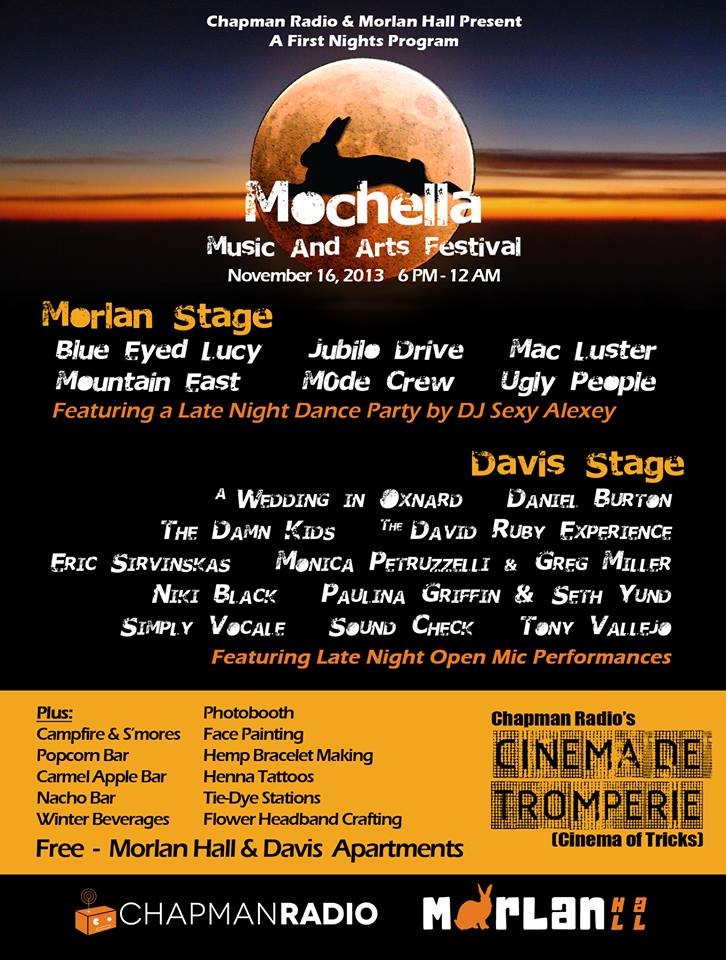 Chapman Radio & Morlan Hall Present
A First Nights Program
Mochella
Music And Arts Festival
November 16, 2013 6 PM - 12 AM
Morlan Stage
Blue Eyed Lucy Jubilo Drive Mac Luster
Mountain East M0de Crew Ugly People
Featuring a Late Night Dance Party by DJ Sexy Alexey
Davis Stage
A Wedding in Oxnard Daniel Burton
The Damn Kids The David Ruby Experience
Eric Sirvinskas Monica Petruzzelli & Greg Miller
Niki Black Paulina Griffin & Seth Yund
Simply Vocale Sound Check Tony Vallejo
Featuring Late Night Open Mic Performances
Plus:
Campfire & S'mores
Popcorn Bar
Carmel Apple Bar
Nacho Bar
Winter Beverages
Photobooth
Face Painting
Hemp Bracelet Making
Henna Tattoos
Tie-Dye Stations
Flower Headband Crafting
Free - Morlan Hall & Davis Apartments
Chapman Radio's
CINEMA DE
TROMPERIE
(Cinema of Tricks)
CHAPMANRADIO
MORLAN HALL